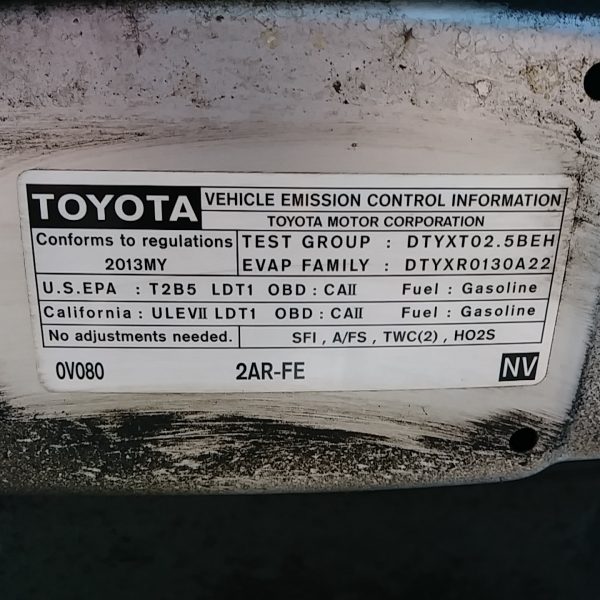 TOYOTA VEHICLE EMISSION CONTROL INFORMATION
TOYOTA MOTOR CORPORATION
Conforms to regulations TEST GROUP : DTYXT02.5BEH
2013MY EVAP FAMILY : DTYXR0130A22
U.S.EPA : T2B5 LDT1 OBD : CAII Fuel : Gasoline
California : ULEVII LDT1 OBD : CAII Fuel : Gasoline
No adjustments needed. SFI , A/FS , TWC(2) , HO2S
0V080 2AR-FE NV